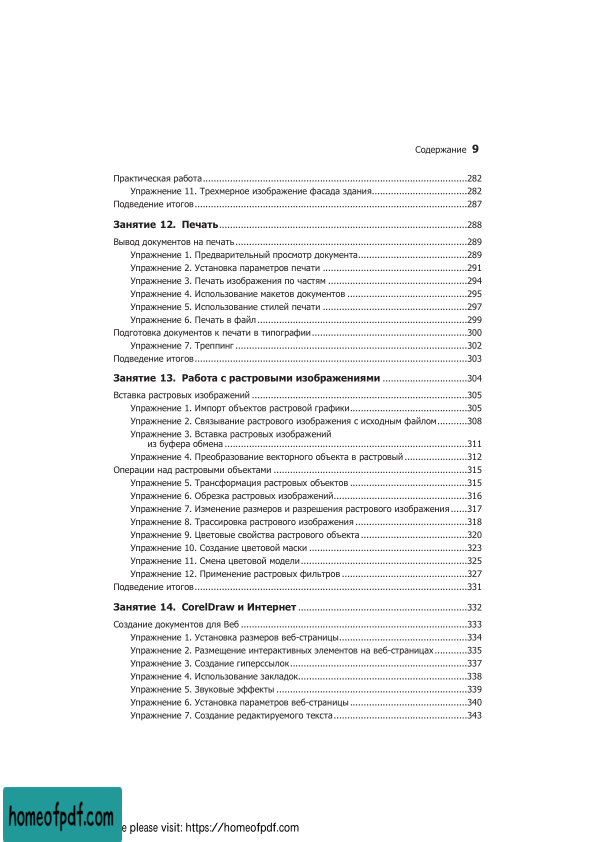 Содержание 9
Практическая работа....................282
Упражнение 11. Трехмерное изображение фасада здания....................282
Подведение итогов....................287
Занятие 12. Печать....................288
Вывод документов на печать....................289
Упражнение 1. Предварительный просмотр документа....................289
Упражнение 2. Установка параметров печати....................291
Упражнение 3. Печать изображения по частям....................294
Упражнение 4. Использование макетов документов....................295
Упражнение 5. Использование стилей печати....................297
Упражнение 6. Печать в файл....................299
Подготовка документов к печати в типографии....................300
Упражнение 7. Треппинг....................302
Подведение итогов....................303
Занятие 13. Работа с растровыми изображениями....................304
Вставка растровых изображений....................305
Упражнение 1. Импорт объектов растровой графики....................305
Упражнение 2. Связывание растрового изображения с исходным файлом...........308
Упражнение 3. Вставка растровых изображений
из буфера обмена....................311
Упражнение 4. Преобразование векторного объекта в растровый....................312
Операции над растровыми объектами....................315
Упражнение 5. Трансформация растровых объектов....................315
Упражнение 6. Обрезка растровых изображений....................316
Упражнение 7. Изменение размеров и разрешения растрового изображения......317
Упражнение 8. Трассировка растрового изображения....................318
Упражнение 9. Цветовые свойства растрового объекта....................320
Упражнение 10. Создание цветовой маски....................323
Упражнение 11. Смена цветовой модели....................325
Упражнение 12. Применение растровых фильтров....................327
Подведение итогов....................331
Занятие 14. CorelDraw и Интернет....................332
Создание документов для Веб....................333
Упражнение 1. Установка размеров веб-страницы....................334
Упражнение 2. Размещение интерактивных элементов на веб-страницах............335
Упражнение 3. Создание гиперссылок....................337
Упражнение 4. Использование закладок....................338
Упражнение 5. Звуковые эффекты....................339
Упражнение 6. Установка параметров веб-страницы....................340
Упражнение 7. Создание редактируемого текста....................343
homeofpdf.com
e please visit: https://homeofpdf.com